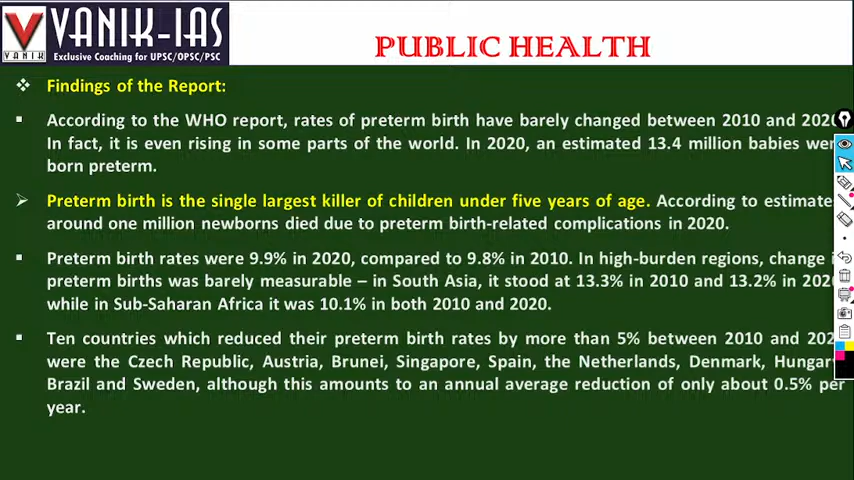 VANIK-IAS
VANIK
Exclusive Coaching for UPSC/OPSC/PSC
PUBLIC HEALTH
❖ Findings of the Report:
▪ According to the WHO report, rates of preterm birth have barely changed between 2010 and 202
In fact, it is even rising in some parts of the world. In 2020, an estimated 13.4 million babies wer
born preterm.
➢ Preterm birth is the single largest killer of children under five years of age. According to estimate
around one million newborns died due to preterm birth-related complications in 2020.
▪ Preterm birth rates were 9.9% in 2020, compared to 9.8% in 2010. In high-burden regions, change i
preterm births was barely measurable – in South Asia, it stood at 13.3% in 2010 and 13.2% in 202
while in Sub-Saharan Africa it was 10.1% in both 2010 and 2020.
▪ Ten countries which reduced their preterm birth rates by more than 5% between 2010 and 202
were the Czech Republic, Austria, Brunei, Singapore, Spain, the Netherlands, Denmark, Hungar
Brazil and Sweden, although this amounts to an annual average reduction of only about 0.5% per
year.